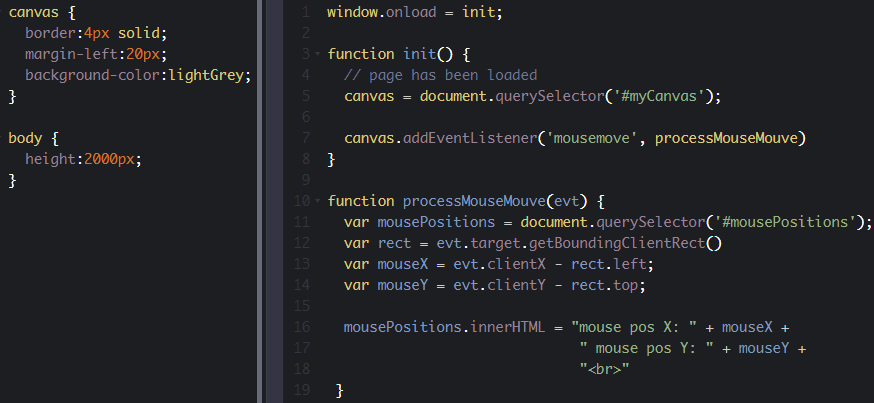 canvas {
  border:4px solid;
  margin-left:20px;
  background-color:lightGrey;
}

body {
  height:2000px;
}
1 window.onload = init;
2
3 function init() {
4   // page has been loaded
5   canvas = document.querySelector('#myCanvas');
6
7   canvas.addEventListener('mousemove', processMouseMouve)
8 }
9
10 function processMouseMouve(evt) {
11   var mousePositions = document.querySelector('#mousePositions');
12   var rect = evt.target.getBoundingClientRect()
13   var mouseX = evt.clientX - rect.left;
14   var mouseY = evt.clientY - rect.top;
15
16   mousePositions.innerHTML = "mouse pos X: " + mouseX +
17                              " mouse pos Y: " + mouseY +
18                              "<br>"
19  }